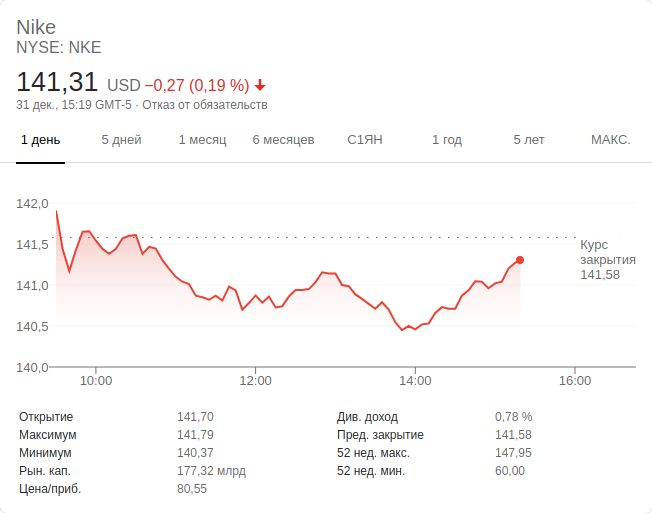 Nike
NYSE: NKE
141,31 USD −0,27 (0,19 %)
31 дек., 15:19 GMT-5 · Отказ от обязательств
1 день 5 дней 1 месяц 6 месяцев С1ЯН 1 год 5 лет МАКС.
142,0
141,5
141,0
140,5
140,0
Курс
закрытия
141,58
10:00 12:00 14:00 16:00
Открытие 141,70 Див. доход 0,78 %
Максимум 141,79 Пред. закрытие 141,58
Минимум 140,37 52 нед. макс. 147,95
Рын. кап. 177,32 млрд 52 нед. мин. 60,00
Цена/приб. 80,55